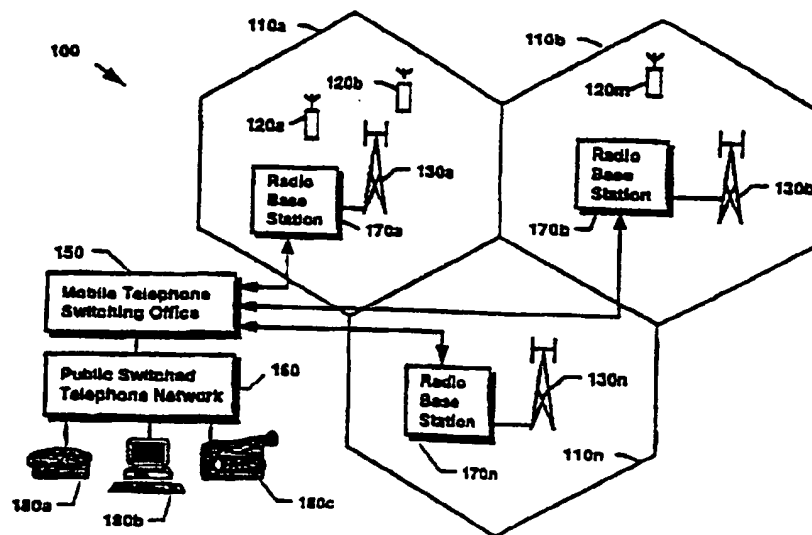 100
110a
110b
120b
120a
120m
130a
130b
Radio
Base
Station
170a
Radio
Base
Station
170b
150
Mobile Telephone
Switching Office
160
Public Switched
Telephone Network
Radio
Base
Station
130n
170n
110n
180a
180b
180c